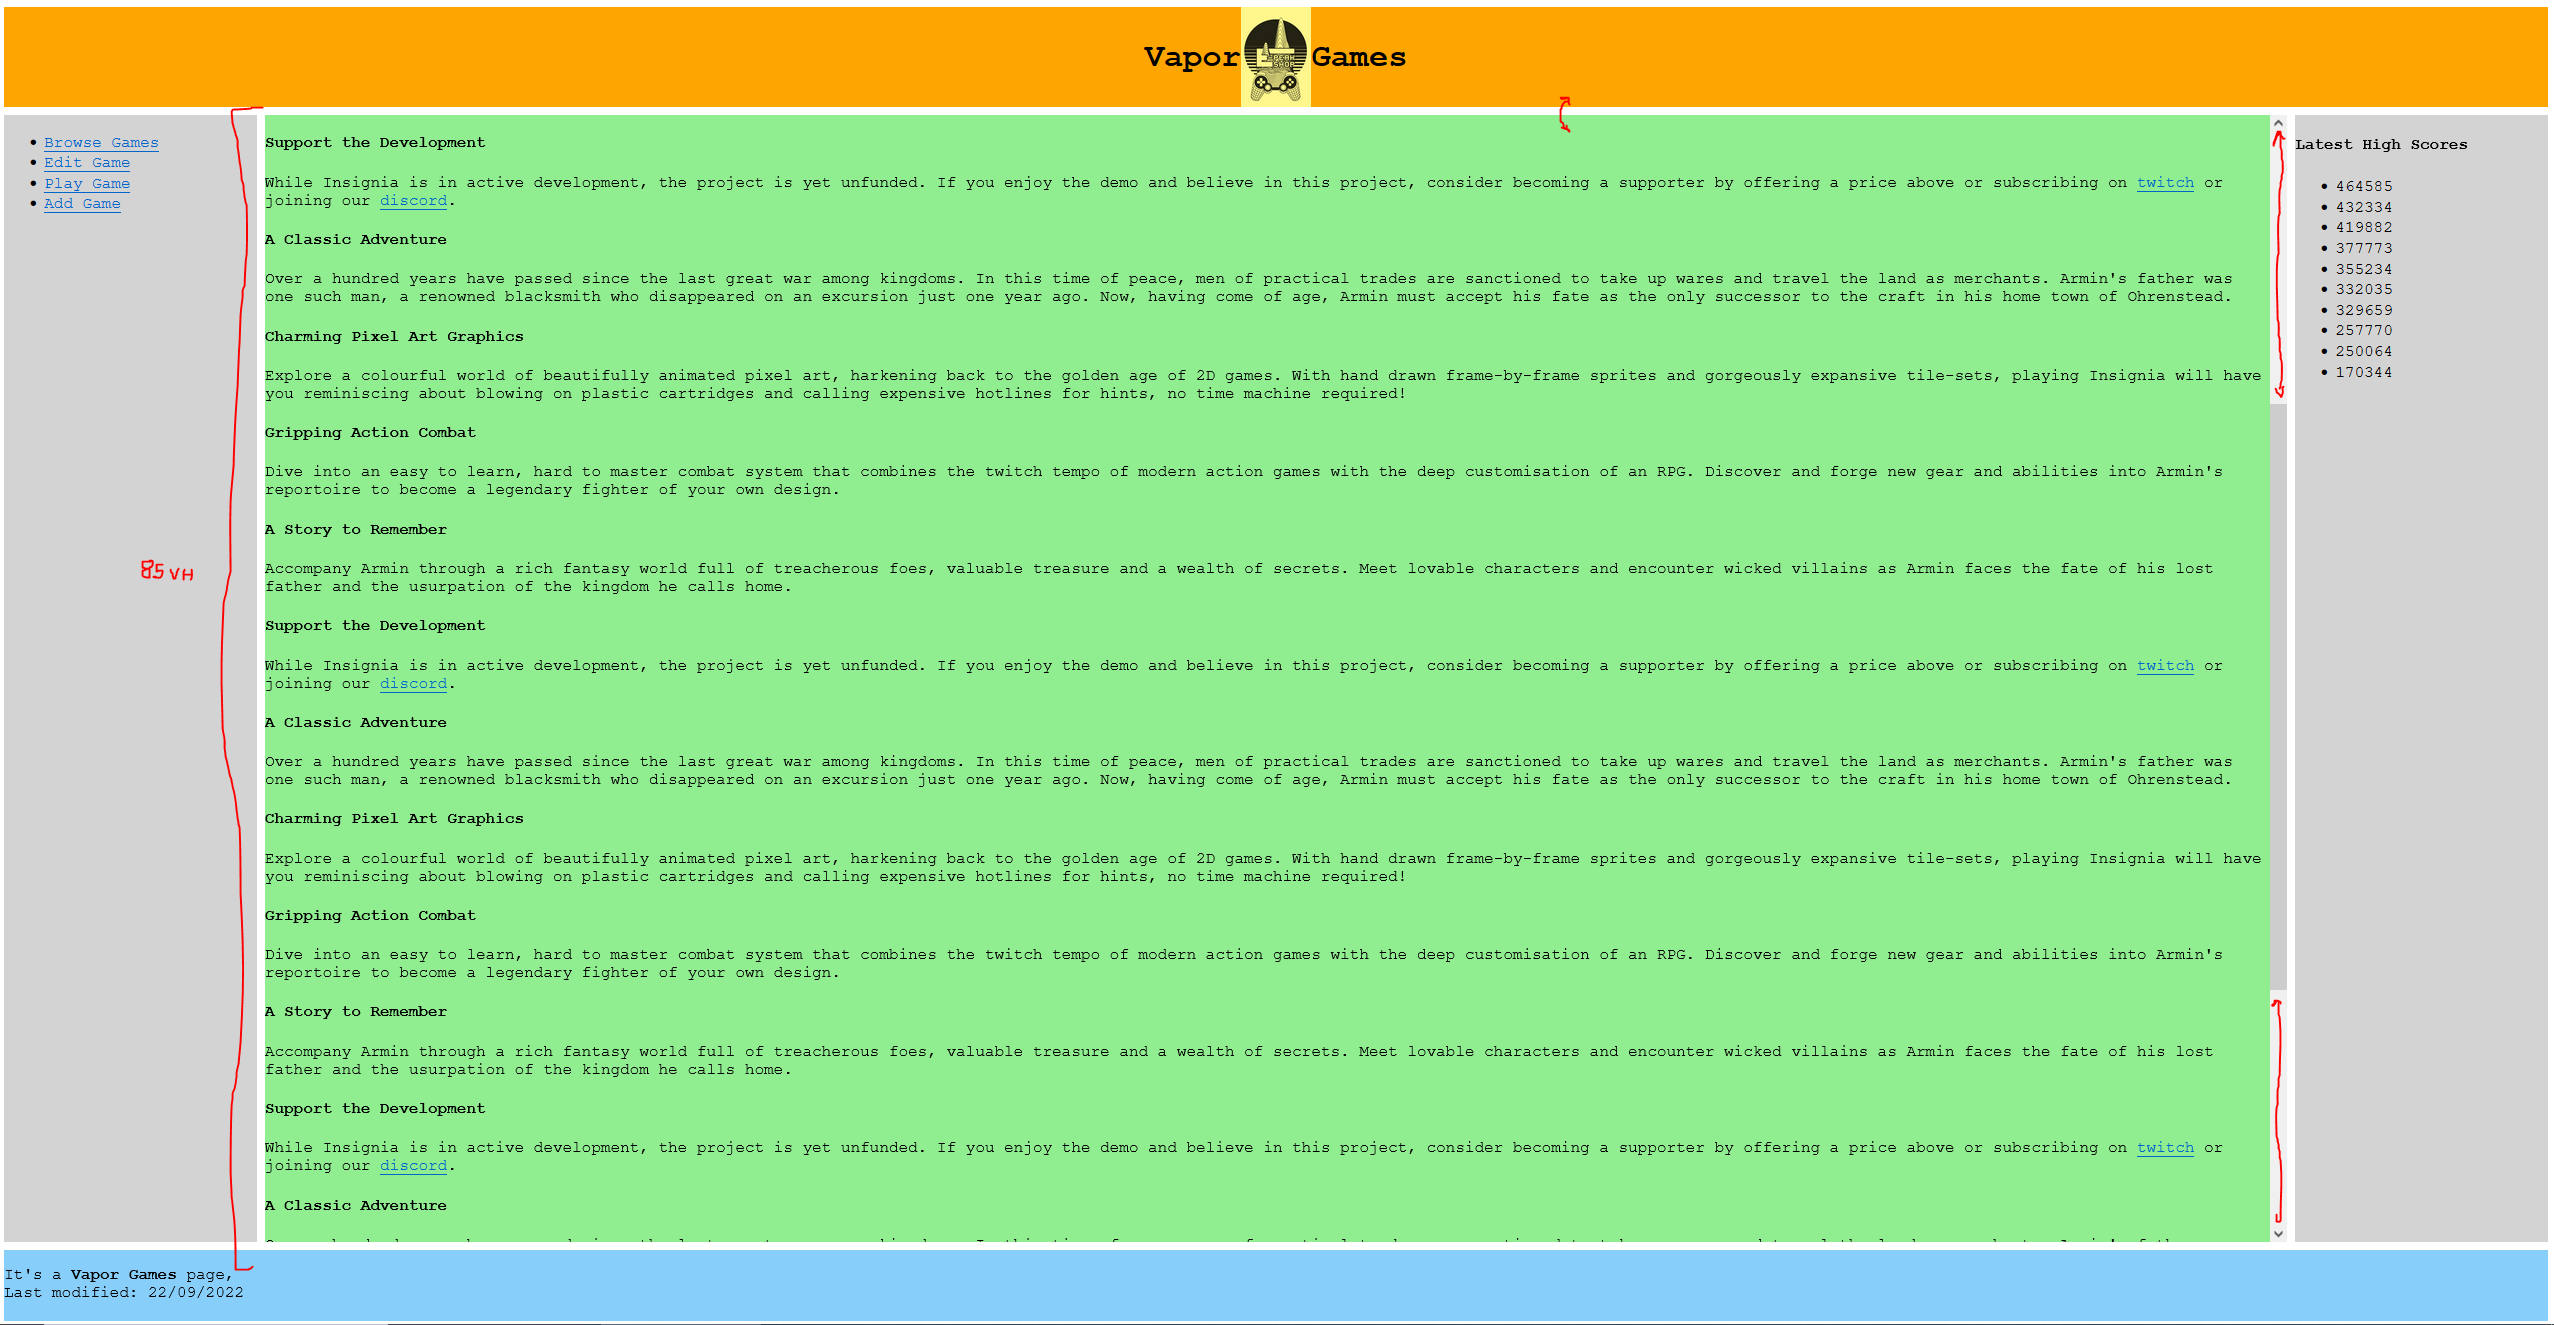 Vapor Games
PEAK
SHOP
Browse Games
Edit Game
Play Game
Add Game
85 VH
Support the Development
While Insignia is in active development, the project is yet unfunded. If you enjoy the demo and believe in this project, consider becoming a supporter by offering a price above or subscribing on twitch or
joining our discord.
A Classic Adventure
Over a hundred years have passed since the last great war among kingdoms. In this time of peace, men of practical trades are sanctioned to take up wares and travel the land as merchants. Armin's father was
one such man, a renowned blacksmith who disappeared on an excursion just one year ago. Now, having come of age, Armin must accept his fate as the only successor to the craft in his home town of Ohrenstead.
Charming Pixel Art Graphics
Explore a colourful world of beautifully animated pixel art, harkening back to the golden age of 2D games. With hand drawn frame-by-frame sprites and gorgeously expansive tile-sets, playing Insignia will have
you reminiscing about blowing on plastic cartridges and calling expensive hotlines for hints, no time machine required!
Gripping Action Combat
Dive into an easy to learn, hard to master combat system that combines the twitch tempo of modern action games with the deep customisation of an RPG. Discover and forge new gear and abilities into Armin's
reportoire to become a legendary fighter of your own design.
A Story to Remember
Accompany Armin through a rich fantasy world full of treacherous foes, valuable treasure and a wealth of secrets. Meet lovable characters and encounter wicked villains as Armin faces the fate of his lost
father and the usurpation of the kingdom he calls home.
Support the Development
While Insignia is in active development, the project is yet unfunded. If you enjoy the demo and believe in this project, consider becoming a supporter by offering a price above or subscribing on twitch or
joining our discord.
A Classic Adventure
Over a hundred years have passed since the last great war among kingdoms. In this time of peace, men of practical trades are sanctioned to take up wares and travel the land as merchants. Armin's father was
one such man, a renowned blacksmith who disappeared on an excursion just one year ago. Now, having come of age, Armin must accept his fate as the only successor to the craft in his home town of Ohrenstead.
Charming Pixel Art Graphics
Explore a colourful world of beautifully animated pixel art, harkening back to the golden age of 2D games. With hand drawn frame-by-frame sprites and gorgeously expansive tile-sets, playing Insignia will have
you reminiscing about blowing on plastic cartridges and calling expensive hotlines for hints, no time machine required!
Gripping Action Combat
Dive into an easy to learn, hard to master combat system that combines the twitch tempo of modern action games with the deep customisation of an RPG. Discover and forge new gear and abilities into Armin's
reportoire to become a legendary fighter of your own design.
A Story to Remember
Accompany Armin through a rich fantasy world full of treacherous foes, valuable treasure and a wealth of secrets. Meet lovable characters and encounter wicked villains as Armin faces the fate of his lost
father and the usurpation of the kingdom he calls home.
Support the Development
While Insignia is in active development, the project is yet unfunded. If you enjoy the demo and believe in this project, consider becoming a supporter by offering a price above or subscribing on twitch or
joining our discord.
A Classic Adventure
Latest High Scores
464585
432334
419882
377773
355234
332035
329659
257770
250064
170344
It's a Vapor Games page,
Last modified: 22/09/2022